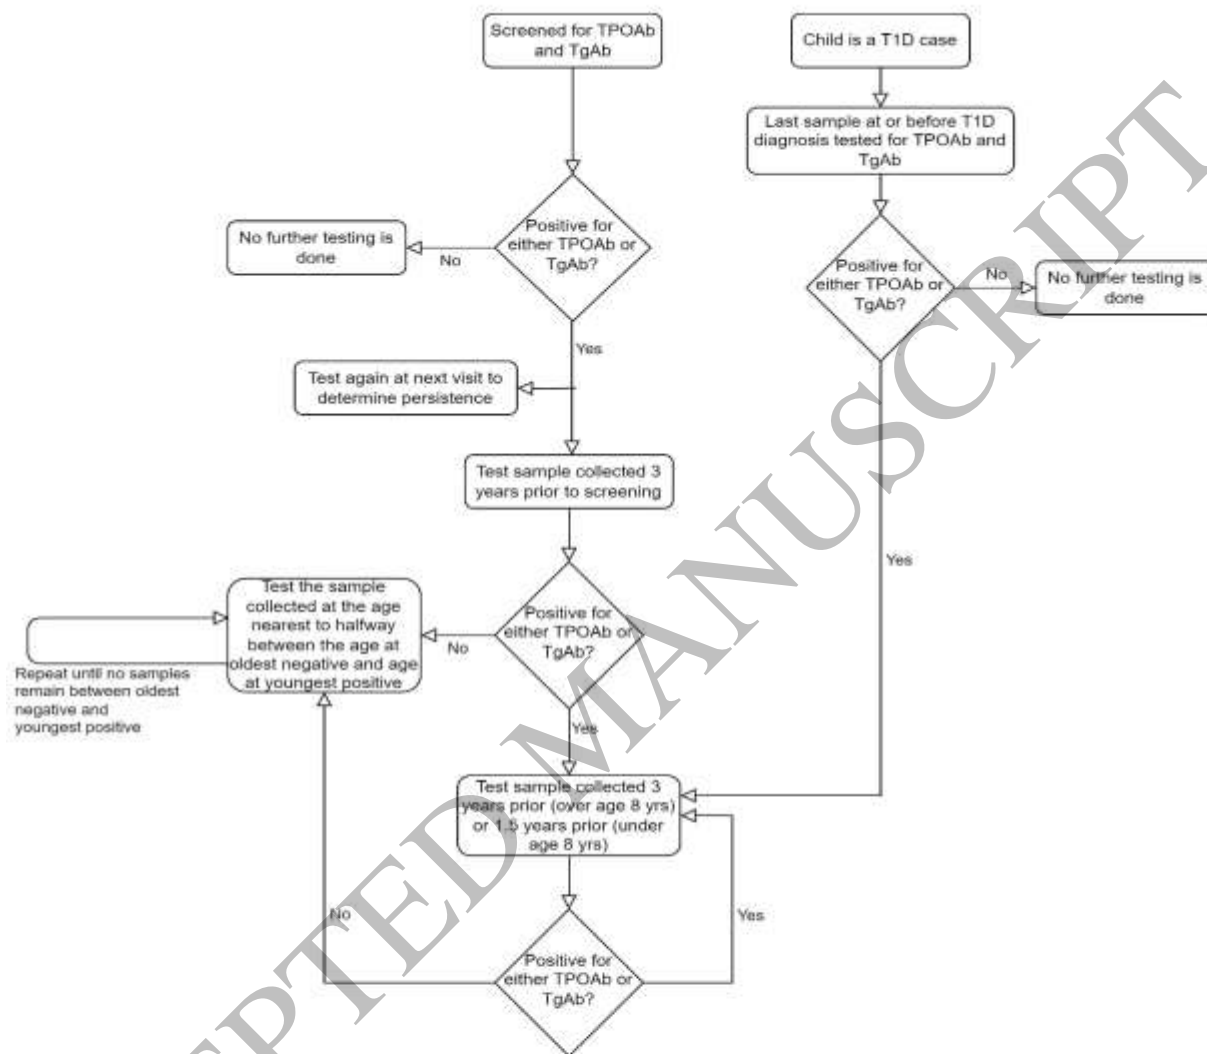 Screened for TPOAb
and TgAb
Child is a T1D case
Last sample at or before T1D
diagnosis tested for TPOAb and
TgAb
Positive for
either TPOAb or
TgAb?
No
No further testing is
done
Positive for
either TPOAb or
TgAb?
No
No further testing is
done
Yes
Test again at next visit to
determine persistence
Test sample collected 3
years prior to screening
Yes
Positive for
either TPOAb or
TgAb?
No
Test the sample
collected at the age
nearest to halfway
between the age at
oldest negative and age
at youngest positive
Repeat until no samples
remain between oldest
negative and
youngest positive
Yes
Test sample collected 3
years prior (over age 8 yrs)
or 1.5 years prior (under
age 8 yrs)
No
Yes
Positive for
either TPOAb or
TgAb?
EPTED MANUSCRIPT